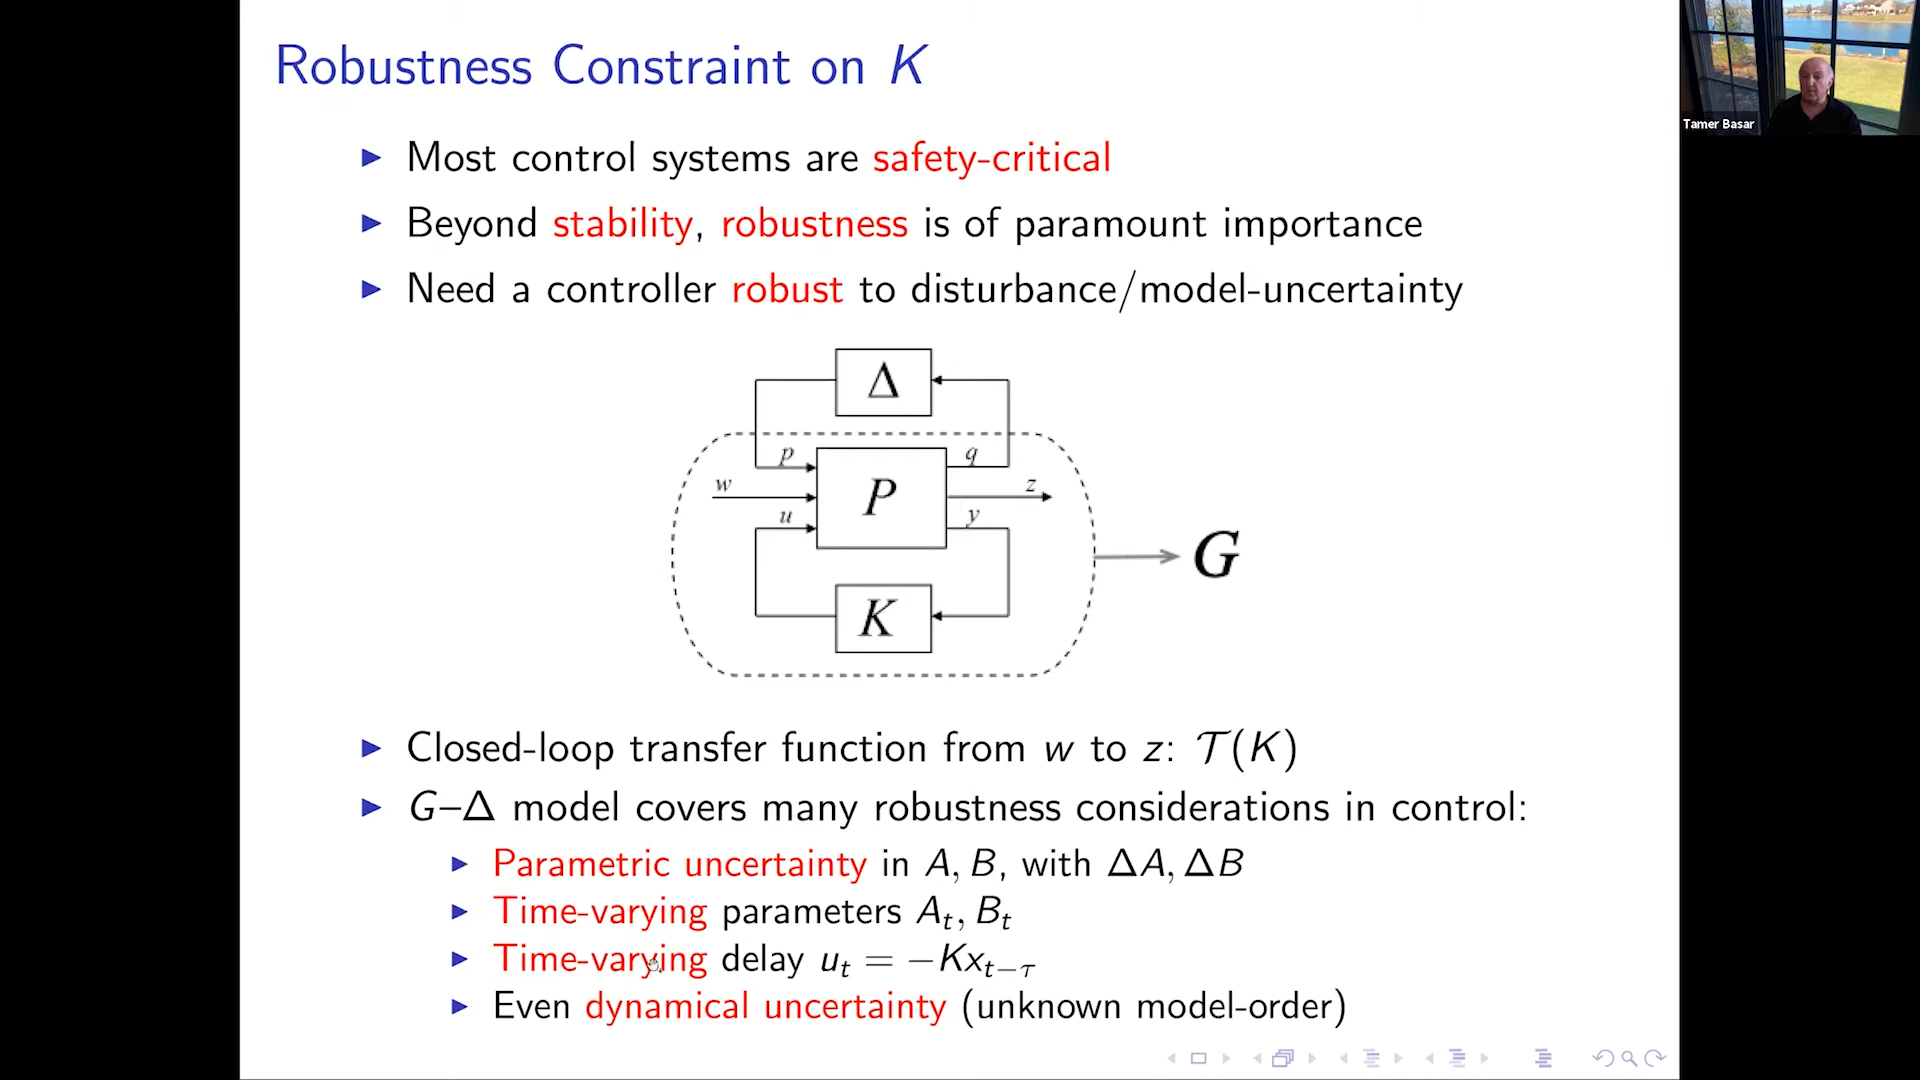 Robustness Constraint on K
Tamer Basar
▶ Most control systems are safety-critical
▶ Beyond stability, robustness is of paramount importance
▶ Need a controller robust to disturbance/model-uncertainty
Δ
p
q
w
P
z
u
y
G
K
▶ Closed-loop transfer function from w to z: 𝒯(K)
▶ G–Δ model covers many robustness considerations in control:
▶ Parametric uncertainty in A, B, with ΔA, ΔB
▶ Time-varying parameters A_t, B_t
▶ Time-varying delay u_t = −Kx_{t−τ}
▶ Even dynamical uncertainty (unknown model-order)